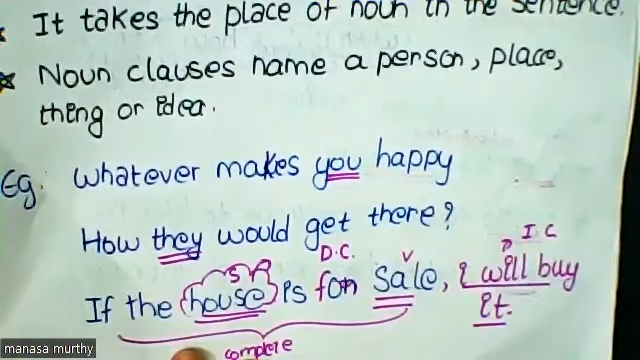 It takes the place of noun in the sentence.
Noun clauses name a person, place,
thing or idea.
Eg: Whatever makes you happy
How they would get there?
D.C. I C
S V P
If the house is for Sale, I will buy
it.
complete
manasa murthy